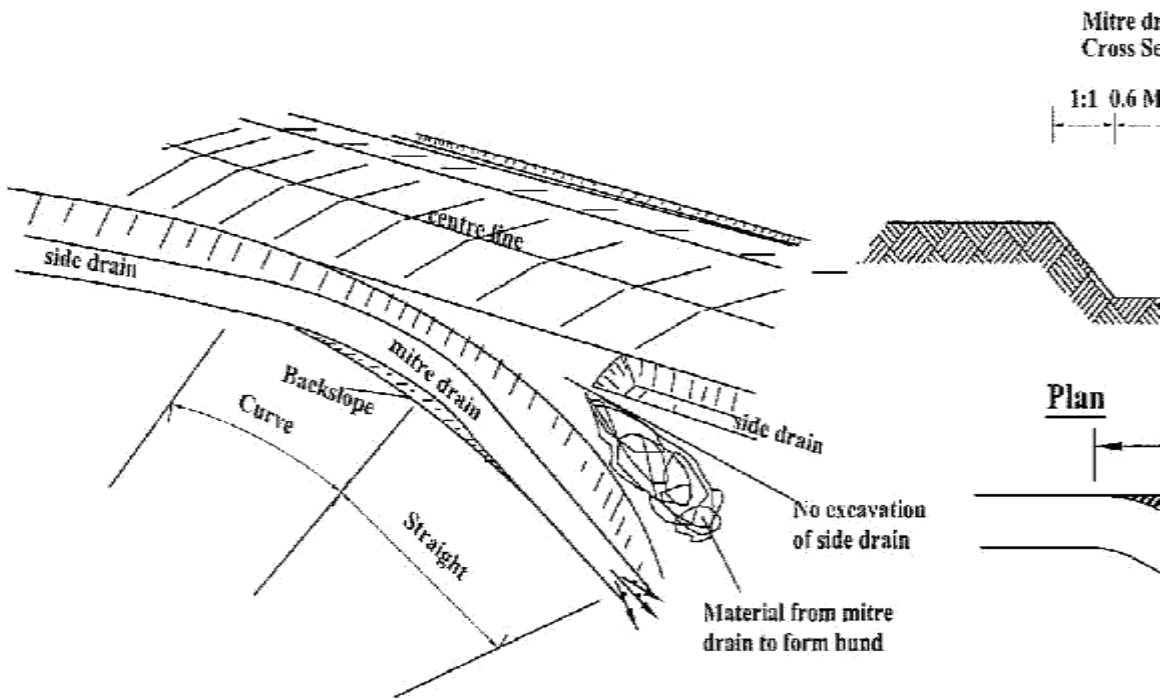 Mitre dr
Cross Se
1:1 0.6 M
centre line
side drain
mitre drain
Backslope
Curve
Straight
side drain
Plan
No excavation
of side drain
Material from mitre
drain to form bund